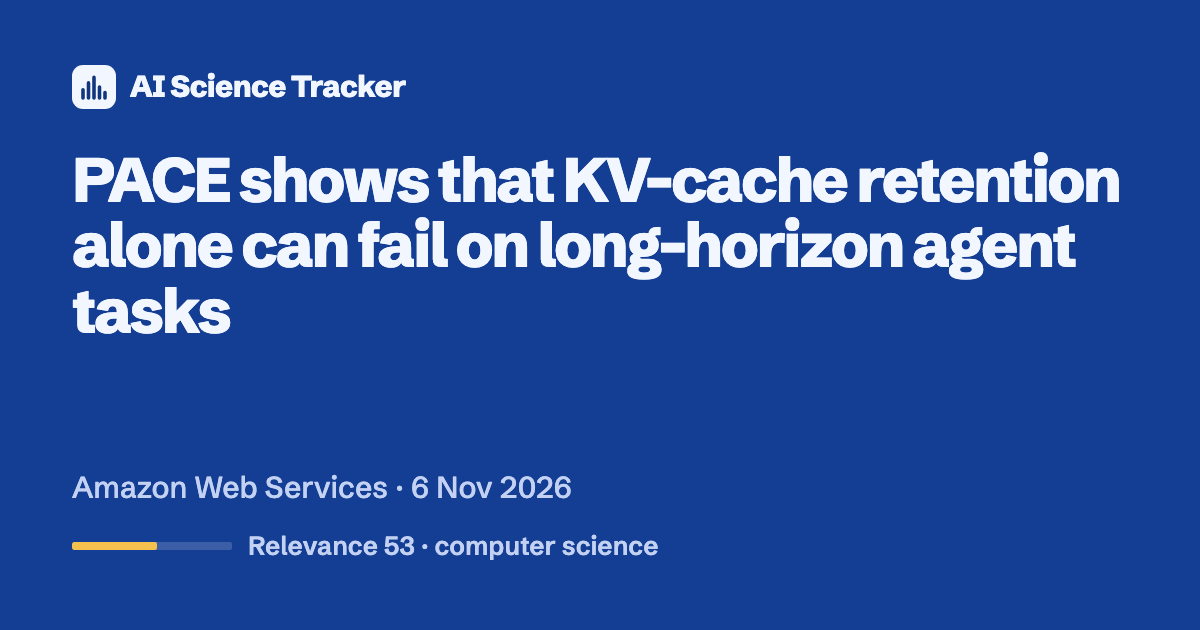 AI Science Tracker
PACE shows that KV-cache retention
alone can fail on long-horizon agent
tasks
Amazon Web Services · 6 Nov 2026
Relevance 53 · computer science